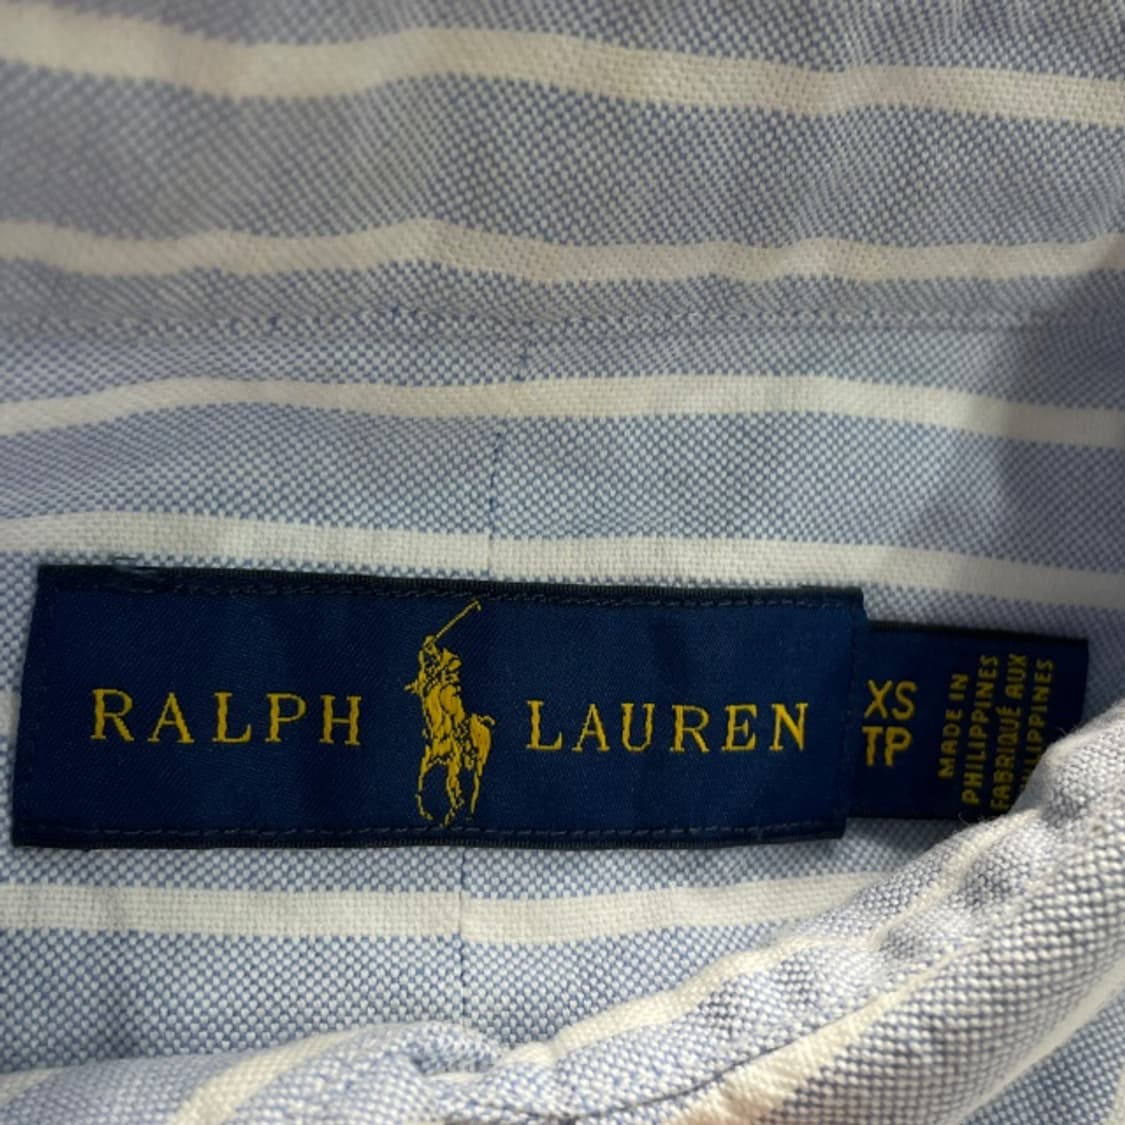 RALPH LAUREN
XS
TP
MADE IN
PHILIPPINES
FABRIQUÉ AUX